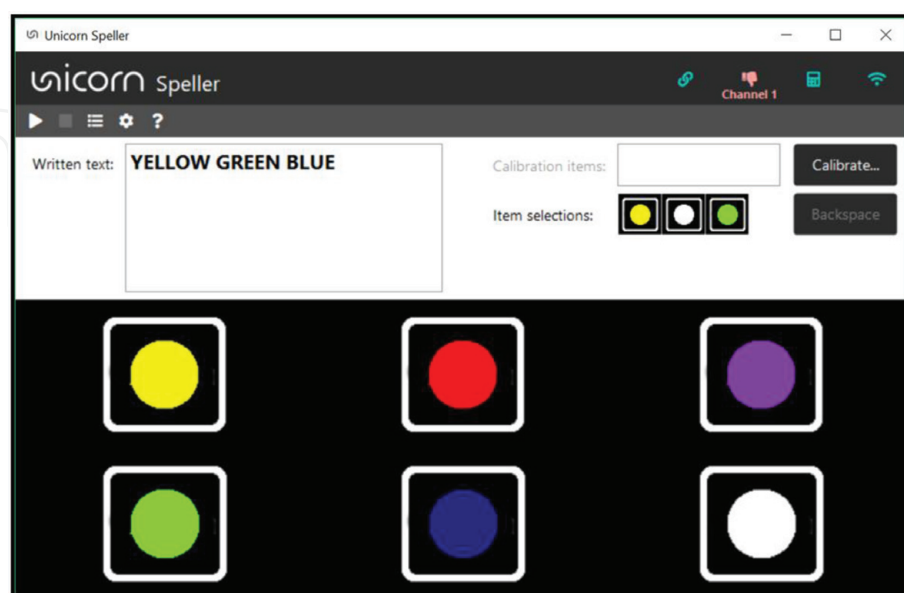 Unicorn Speller
unicorn Speller
Channel 1
?
Written text:
YELLOW GREEN BLUE
Calibration items:
Calibrate...
Item selections:
Backspace